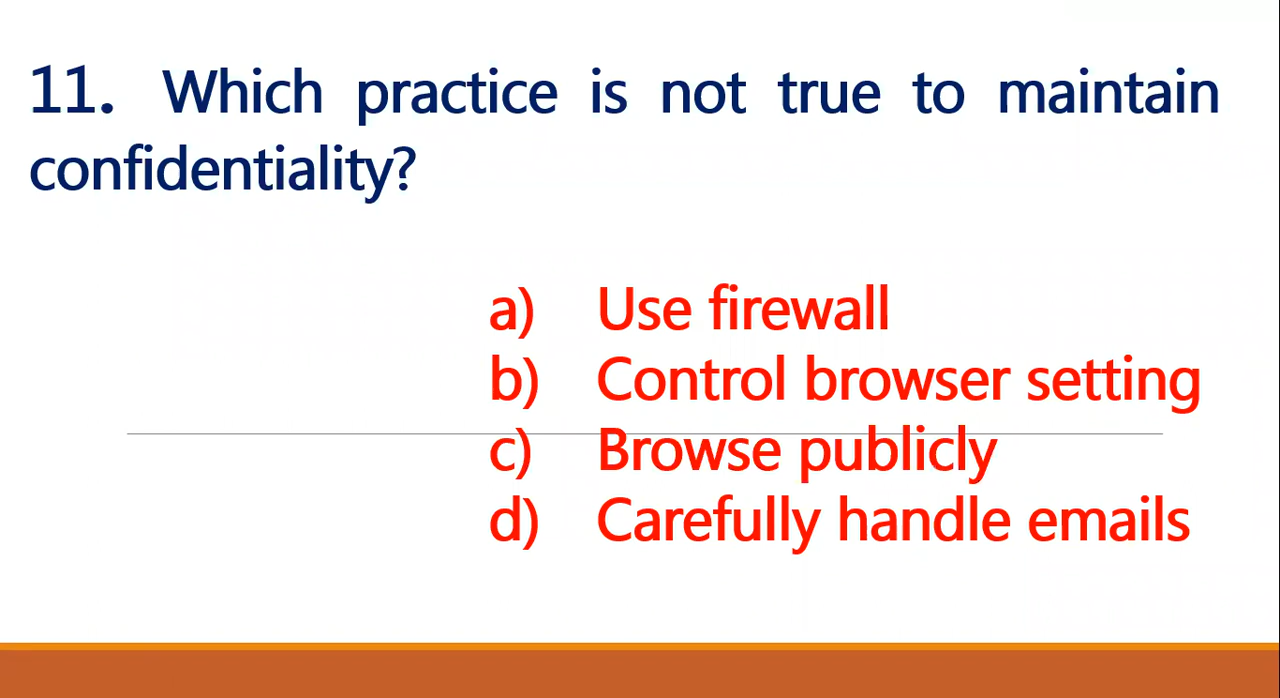 11. Which practice is not true to maintain
confidentiality?
a) Use firewall
b) Control browser setting
c) Browse publicly
d) Carefully handle emails